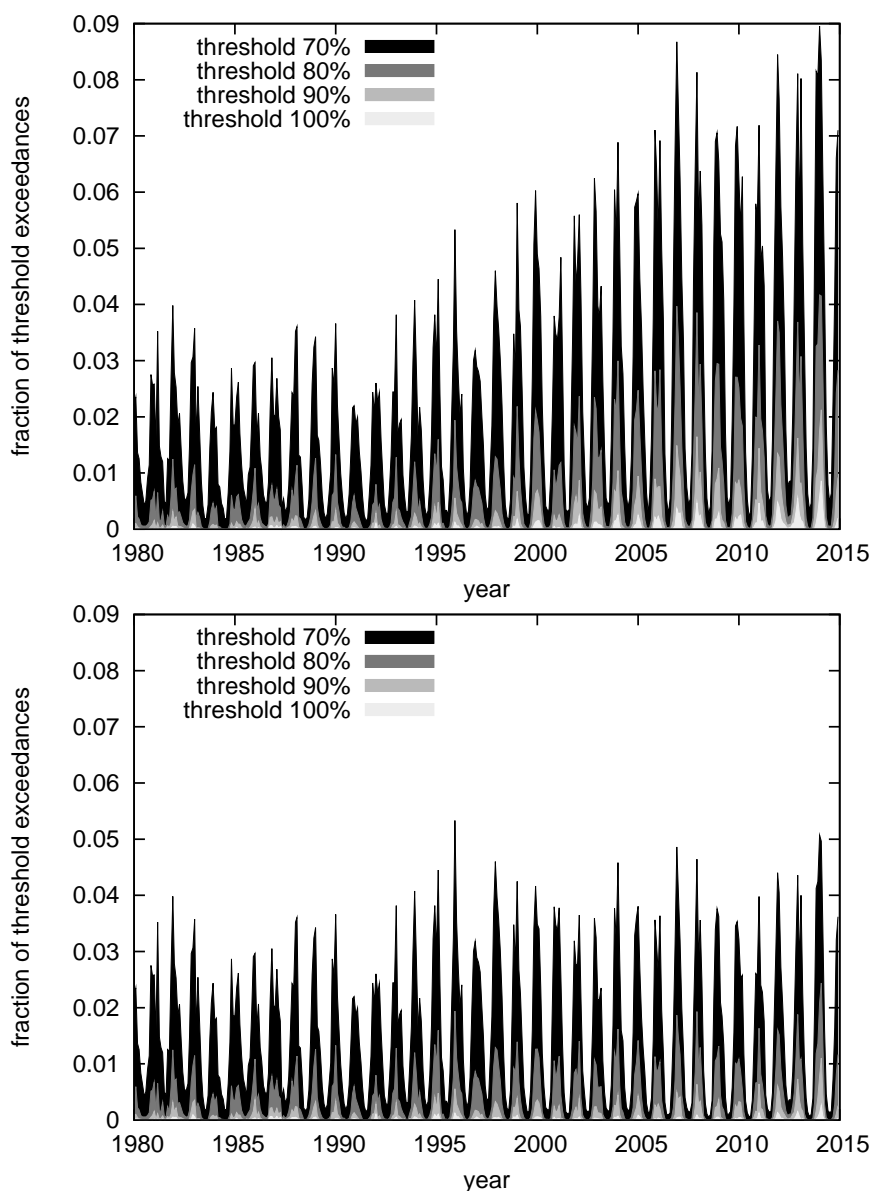 0.09
0.08
0.07
0.06
0.05
0.04
0.03
0.02
0.01
0
fraction of threshold exceedances
threshold 70%
threshold 80%
threshold 90%
threshold 100%
1980 1985 1990 1995 2000 2005 2010 2015
year
0.09
0.08
0.07
0.06
0.05
0.04
0.03
0.02
0.01
0
fraction of threshold exceedances
threshold 70%
threshold 80%
threshold 90%
threshold 100%
1980 1985 1990 1995 2000 2005 2010 2015
year